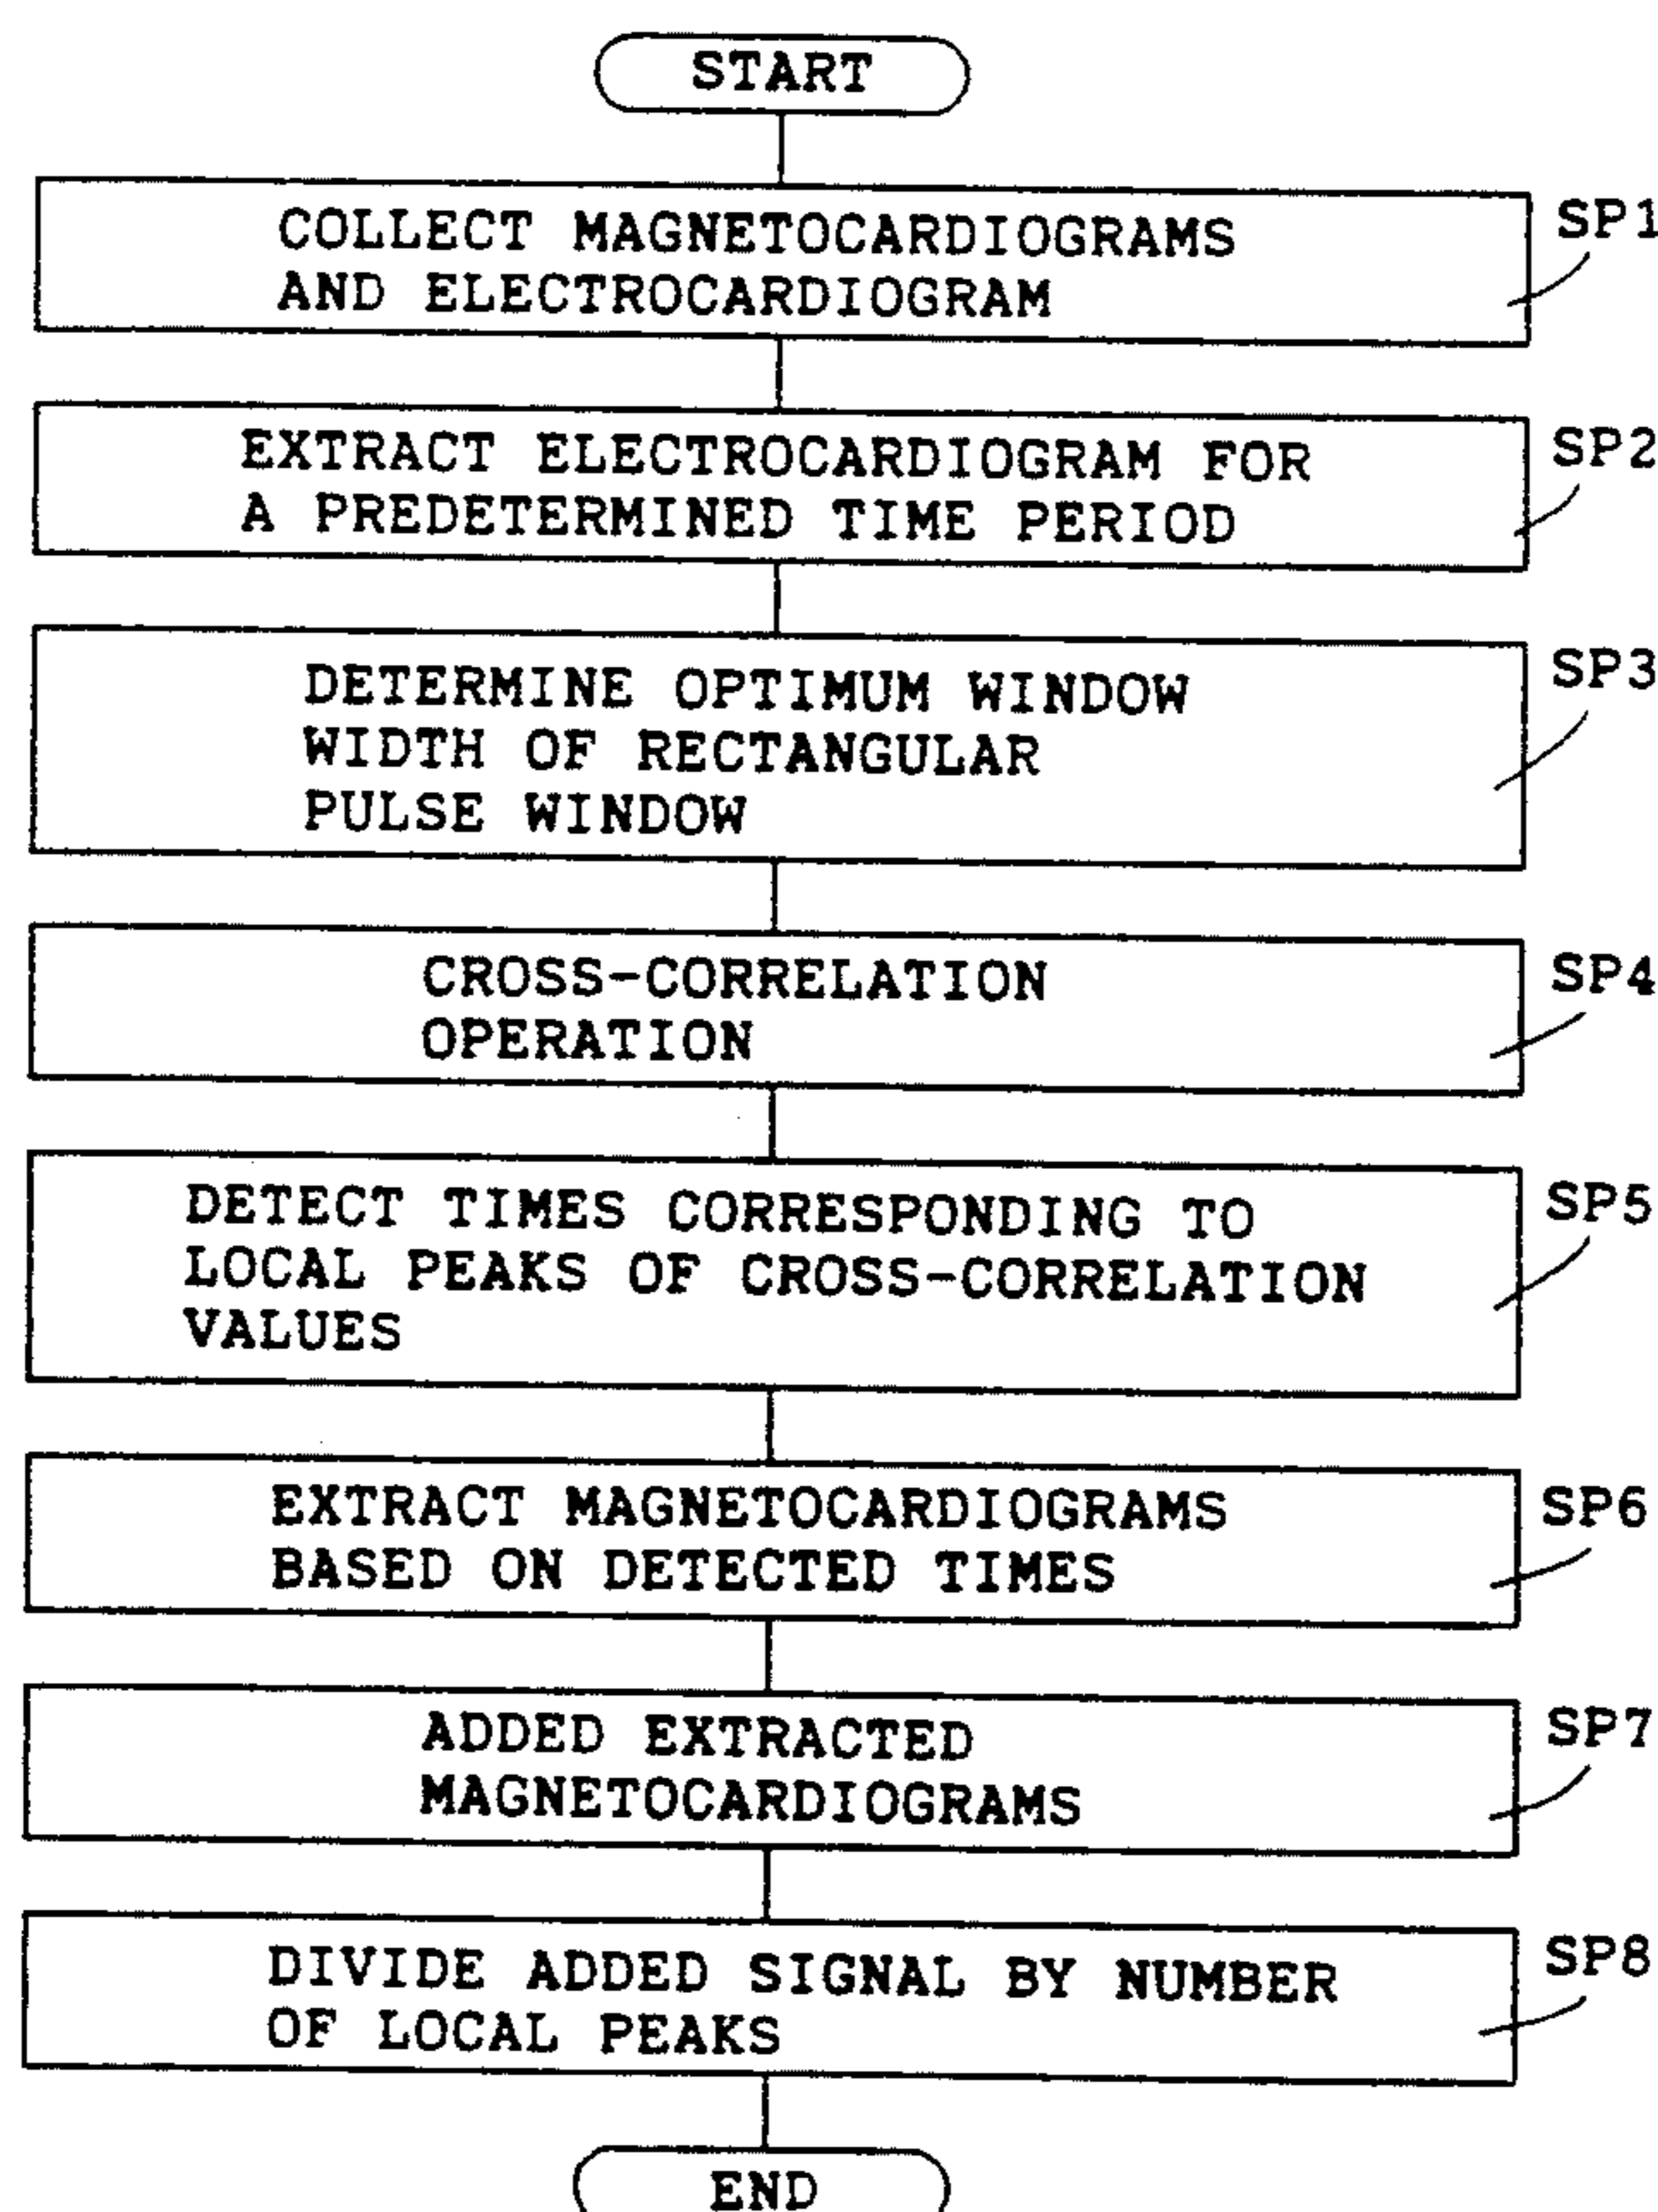 START
COLLECT MAGNETOCARDIOGRAMS
AND ELECTROCARDIOGRAM
SP1
EXTRACT ELECTROCARDIOGRAM FOR
A PREDETERMINED TIME PERIOD
SP2
DETERMINE OPTIMUM WINDOW
WIDTH OF RECTANGULAR
PULSE WINDOW
SP3
CROSS-CORRELATION
OPERATION
SP4
DETECT TIMES CORRESPONDING TO
LOCAL PEAKS OF CROSS-CORRELATION
VALUES
SP5
EXTRACT MAGNETOCARDIOGRAMS
BASED ON DETECTED TIMES
SP6
ADDED EXTRACTED
MAGNETOCARDIOGRAMS
SP7
DIVIDE ADDED SIGNAL BY NUMBER
OF LOCAL PEAKS
SP8
END